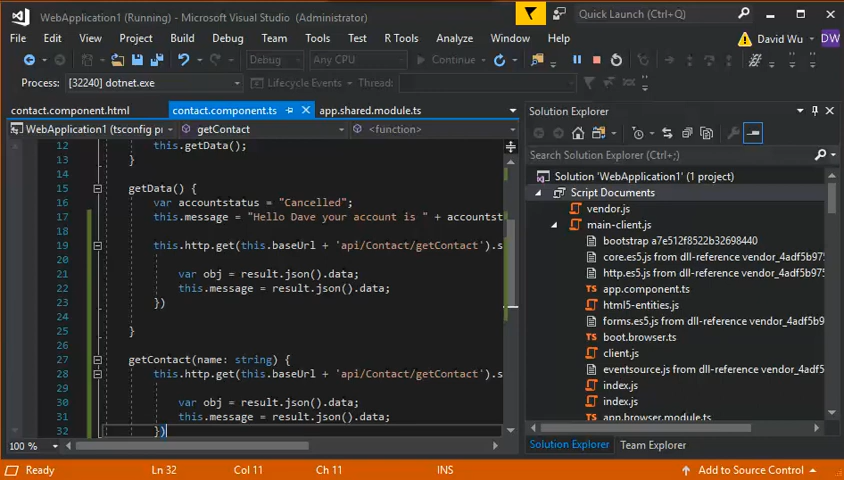 WebApplication1 (Running) - Microsoft Visual Studio (Administrator)
Quick Launch (Ctrl+Q)
File Edit View Project Build Debug Team Tools Test R Tools Analyze Window Help
David Wu DW
Debug Any CPU Continue
Process: [32240] dotnet.exe Lifecycle Events Thread:
contact.component.html contact.component.ts app.shared.module.ts
WebApplication1 (tsconfig pr getContact <function>
12 this.getData();
13 }
14
15 getData() {
16 var accountstatus = "Cancelled";
17 this.message = "Hello Dave your account is " + accountst
18
19 this.http.get(this.baseUrl + 'api/Contact/getContact').s
20
21 var obj = result.json().data;
22 this.message = result.json().data;
23 })
24
25 }
26
27 getContact(name: string) {
28 this.http.get(this.baseUrl + 'api/Contact/getContact').s
29
30 var obj = result.json().data;
31 this.message = result.json().data;
32 })
100 %
Solution Explorer
Search Solution Explorer (Ctrl+;)
Solution 'WebApplication1' (1 project)
Script Documents
vendor.js
main-client.js
bootstrap a7e512f8522b32698440
core.es5.js from dll-reference vendor_4adf5b975
http.es5.js from dll-reference vendor_4adf5b975
TS app.component.ts
html5-entities.js
forms.es5.js from dll-reference vendor_4adf5b9
TS boot.browser.ts
client.js
eventsource.js from dll-reference vendor_4adf5
index.js
index.js
TS app.browser.module.ts
Solution Explorer Team Explorer
Ready Ln 32 Col 11 Ch 11 INS Add to Source Control